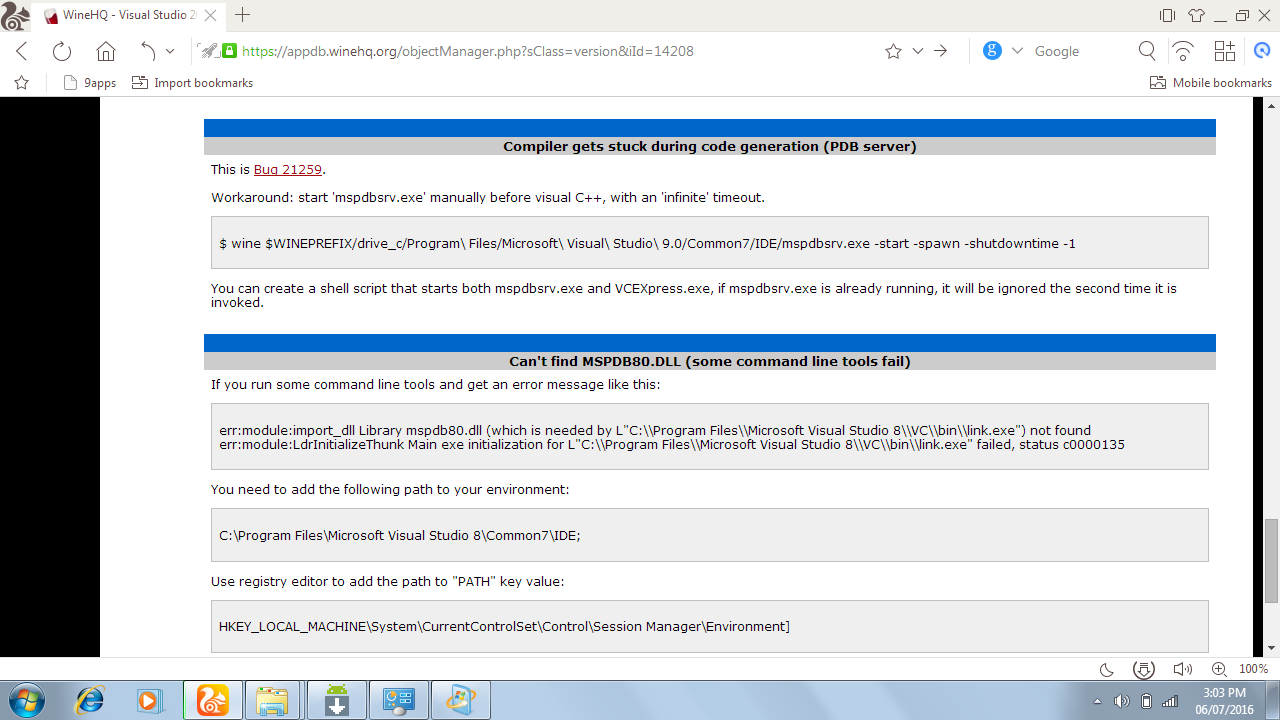 WineHQ - Visual Studio 2
https://appdb.winehq.org/objectManager.php?sClass=version&iId=14208
g
Google
9apps
Import bookmarks
Mobile bookmarks
Compiler gets stuck during code generation (PDB server)
This is Bug 21259.
Workaround: start 'mspdbsrv.exe' manually before visual C++, with an 'infinite' timeout.
$ wine $WINEPREFIX/drive_c/Program\ Files/Microsoft\ Visual\ Studio\ 9.0/Common7/IDE/mspdbsrv.exe -start -spawn -shutdowntime -1
You can create a shell script that starts both mspdbsrv.exe and VCEXpress.exe, if mspdbsrv.exe is already running, it will be ignored the second time it is
invoked.
Can't find MSPDB80.DLL (some command line tools fail)
If you run some command line tools and get an error message like this:
err:module:import_dll Library mspdb80.dll (which is needed by L"C:\\Program Files\\Microsoft Visual Studio 8\\VC\\bin\\link.exe") not found
err:module:LdrInitializeThunk Main exe initialization for L"C:\\Program Files\\Microsoft Visual Studio 8\\VC\\bin\\link.exe" failed, status c0000135
You need to add the following path to your environment:
C:\Program Files\Microsoft Visual Studio 8\Common7\IDE;
Use registry editor to add the path to "PATH" key value:
HKEY_LOCAL_MACHINE\System\CurrentControlSet\Control\Session Manager\Environment]
100%
3:03 PM
06/07/2016